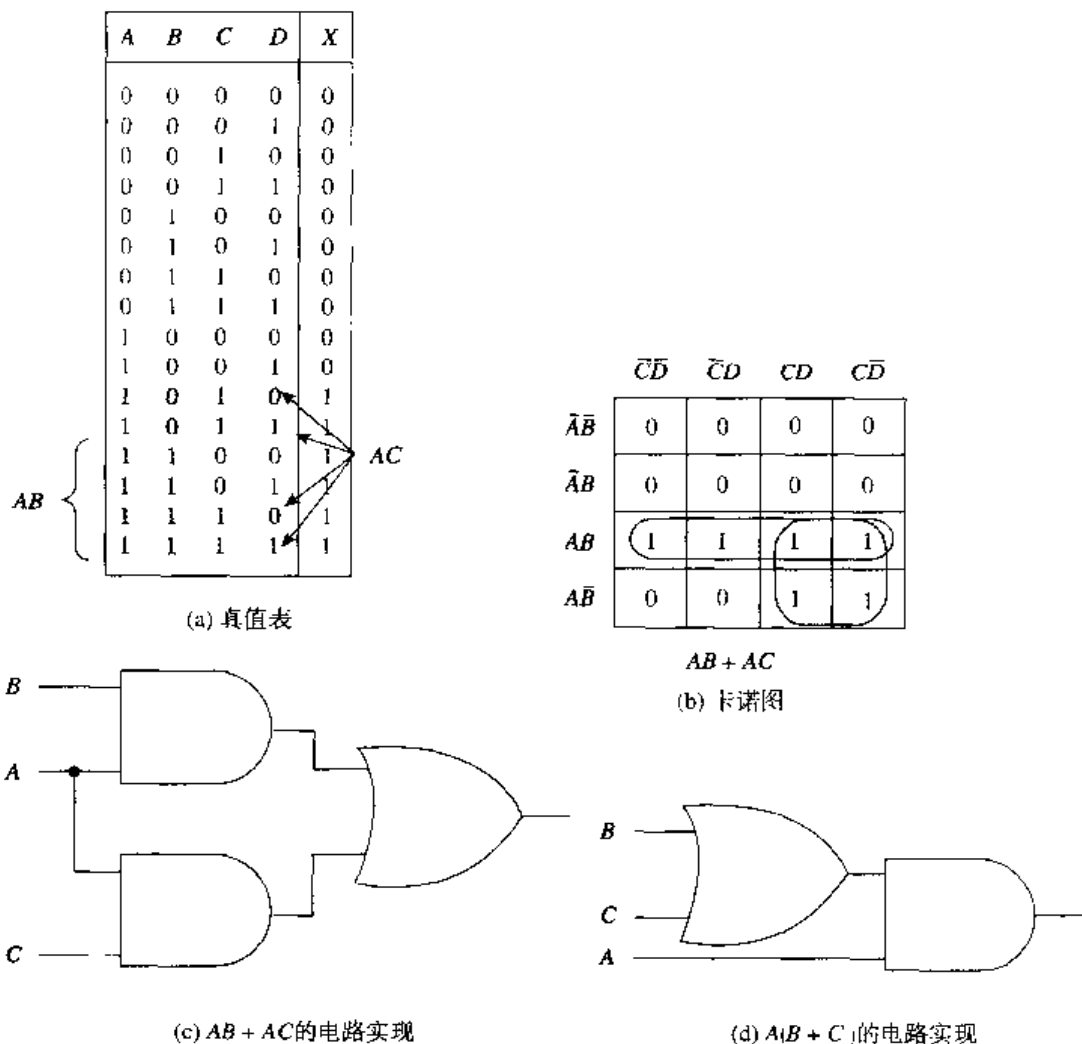 A B C D X
0 0 0 0 0
0 0 0 1 0
0 0 1 0 0
0 0 1 1 0
0 1 0 0 0
0 1 0 1 0
0 1 1 0 0
0 1 1 1 0
1 0 0 0 0
1 0 0 1 0
1 0 1 0 1
1 0 1 1 1
1 1 0 0 1
1 1 0 1 1
1 1 1 0 1
1 1 1 1 1
AB
AC
(a) 真值表
C̅D̅ C̅D CD CD̅
A̅B̅ 0 0 0 0
A̅B 0 0 0 0
AB 1 1 1 1
AB̅ 0 0 1 1
AB + AC
(b) 卡诺图
B
A
C
(c) AB + AC的电路实现
B
C
A
(d) A(B + C)的电路实现